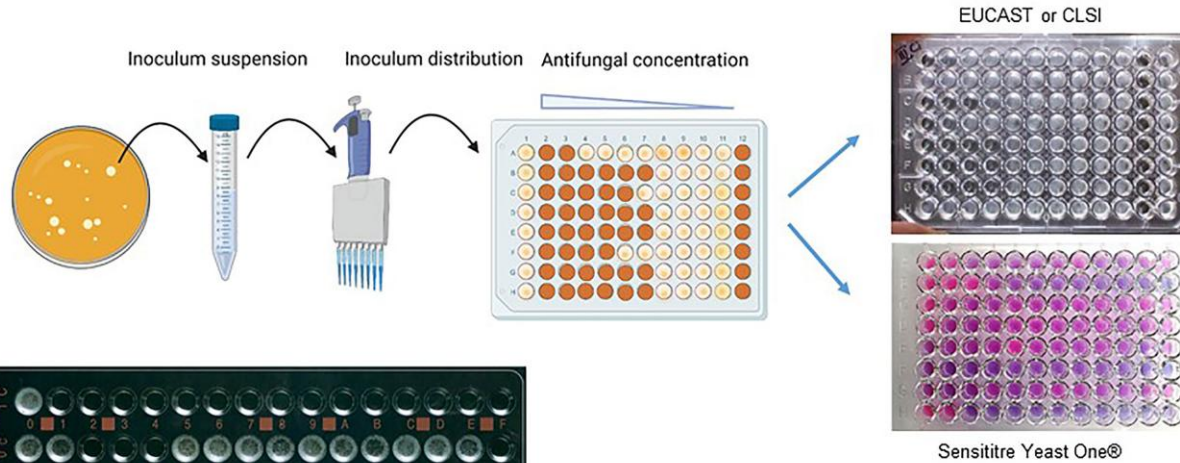 EUCAST or CLSI
Inoculum suspension
Inoculum distribution
Antifungal concentration
1 2 3 4 5 6 7 8 9 10 11 12
A
B
C
D
E
F
G
H
0 1 2 3 4 5 6 7 8 9 A B C D E F
Sensititre Yeast One®